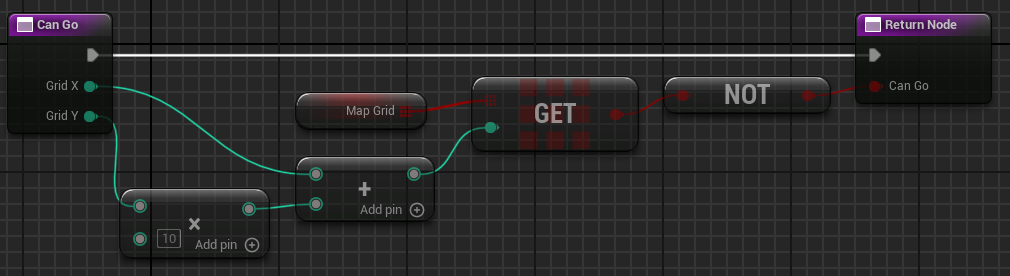 Can Go
Return Node
Grid X
Grid Y
Map Grid
GET
NOT
Can Go
+
Add pin
×
10
Add pin